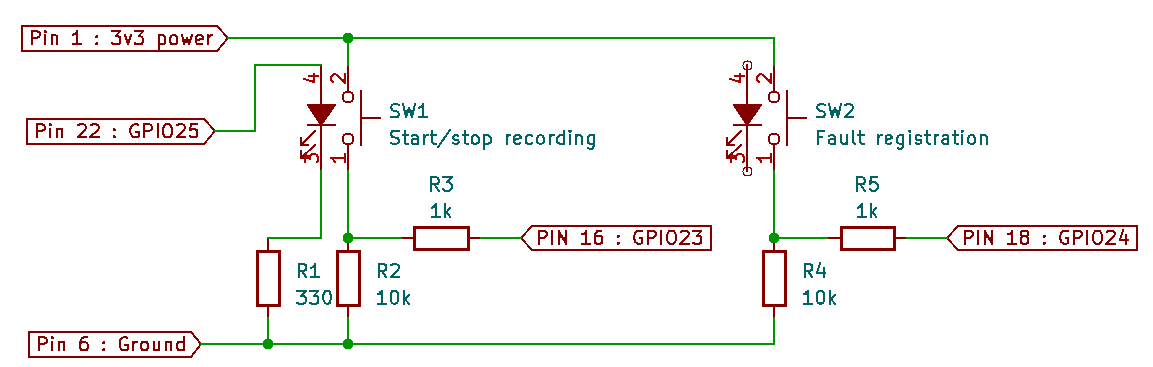 Pin 1 : 3v3 power
4
2
4
2
SW1
SW2
Pin 22 : GPIO25
Start/stop recording
Fault registration
3
1
3
1
R3
R5
1k
1k
PIN 16 : GPIO23
PIN 18 : GPIO24
R1
R2
R4
330
10k
10k
Pin 6 : Ground